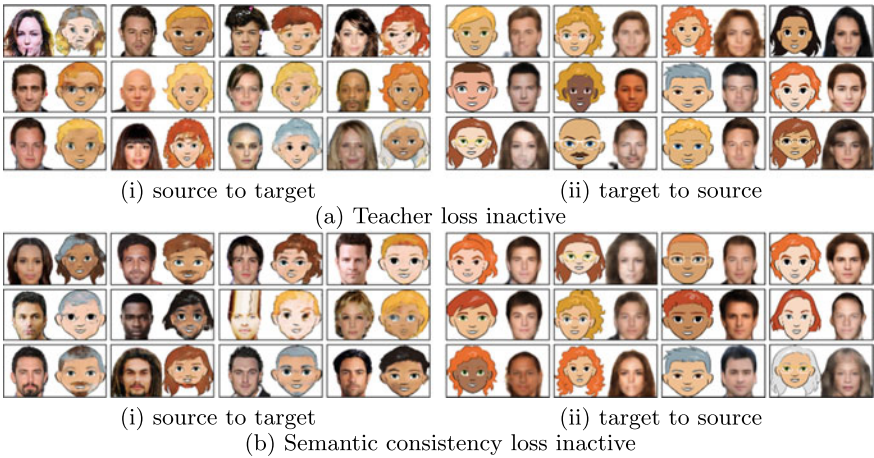 (i) source to target
(ii) target to source
(a) Teacher loss inactive
(i) source to target
(ii) target to source
(b) Semantic consistency loss inactive